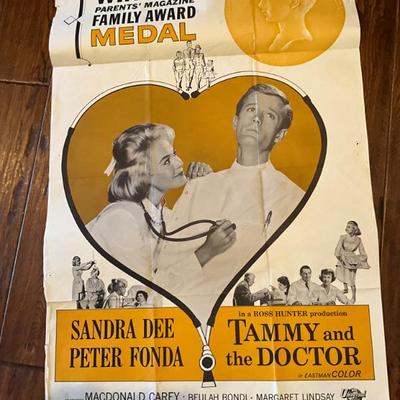 PARENTS' MAGAZINE
FAMILY AWARD
MEDAL
in a ROSS HUNTER production
SANDRA DEE
PETER FONDA
TAMMY and
the DOCTOR
in EASTMAN COLOR
MACDONALD CAREY · BEULAH BONDI · MARGARET LINDSAY